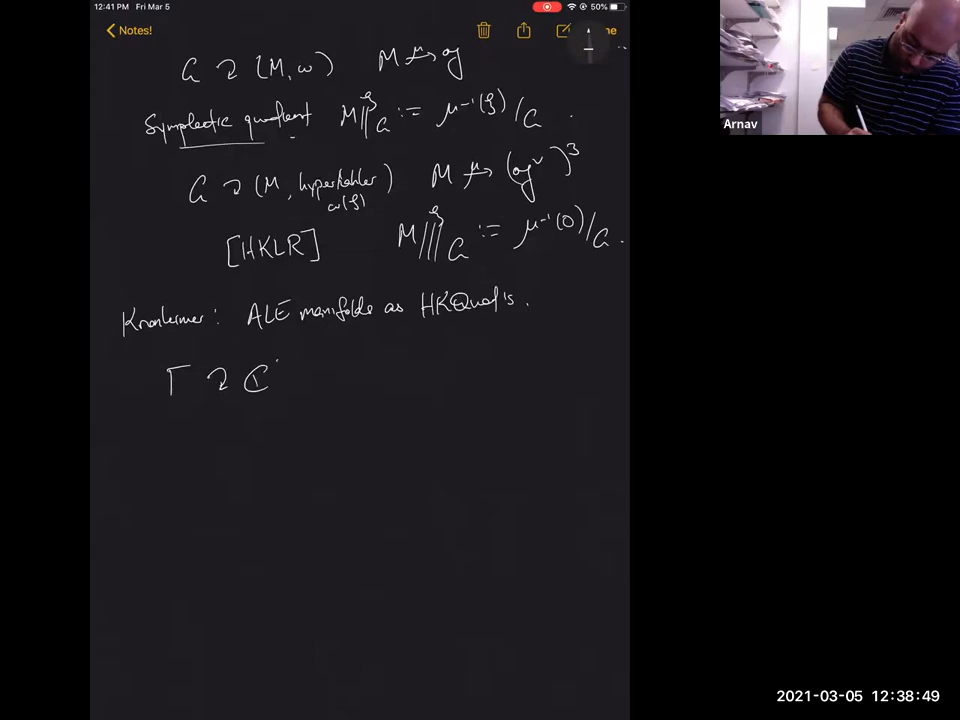 12:41 PM Fri Mar 5
50%
Notes!
G ↷ (M, ω) M →^μ 𝔤
Symplectic quotient M//^ξ G := μ⁻¹(ξ)/G .
G ↷ (M, hyperkahler) M →^μ (𝔤^∨)³
ω(ξ)
[HKLR] M///^ξ G := μ⁻¹(0)/G .
Kronheimer: ALE manifolds as HKQuot's.
Γ ↷ ℂ
Arnav
2021-03-05 12:38:49